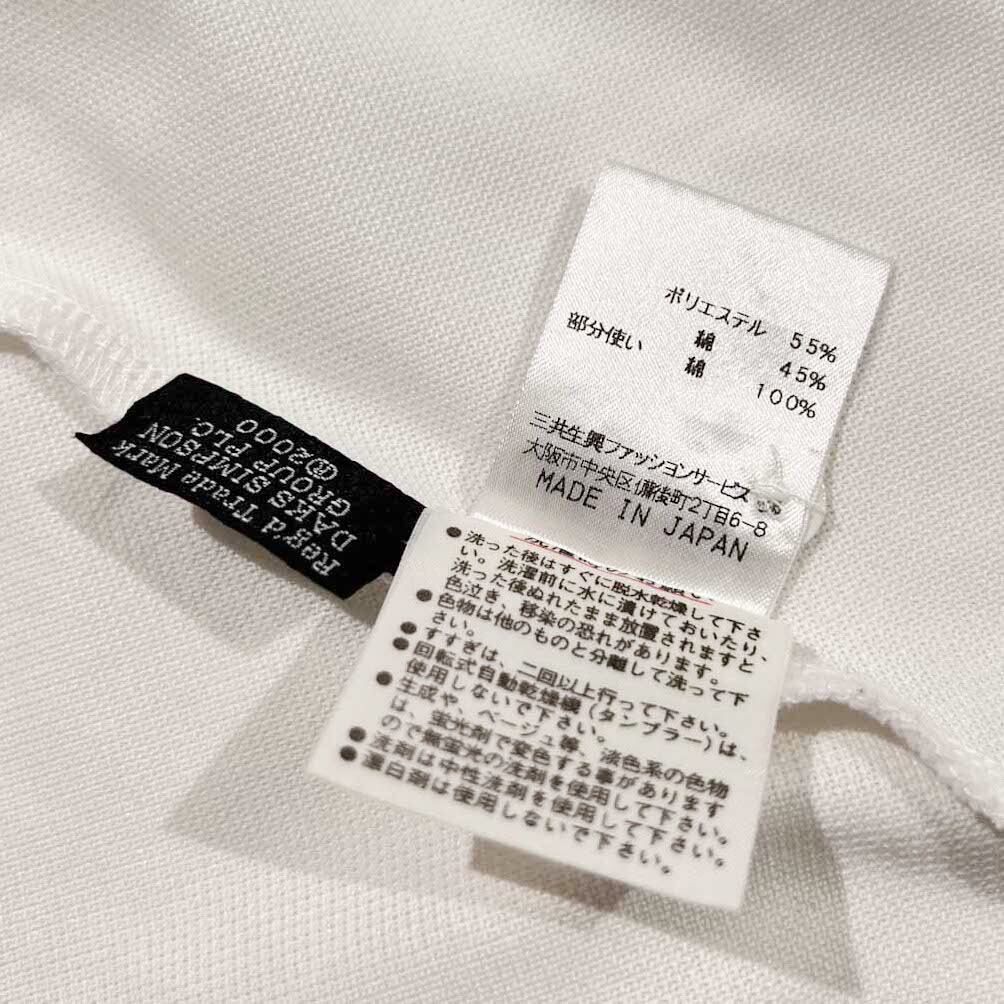 ポリエステル 55%
綿 45%
部分使い 綿 100%
三共生興ファッションサービス
大阪市中央区備後町2丁目6-8
MADE IN JAPAN
Reg'd Trade Mark
DAKS SIMPSON
GROUP PLC.
®2000
●洗った後はすぐに脱水乾燥して下さ
い。洗濯前に水に漬けておいたり、
洗った後ぬれたまま放置されますと
色泣き、移染の恐れがあります。
●色物は他のものと分離して洗って下
さい。
●すすぎは、二回以上行って下さい。
●回転式自動乾燥機(タンブラー)は、
使用しないで下さい。
●生成や、ベージュ等、淡色系の色物
は、蛍光剤で変色する事があります
ので無蛍光の洗剤を使用して下さい。
●洗剤は中性洗剤を使用して下さい。
●漂白剤は使用しないで下さい。